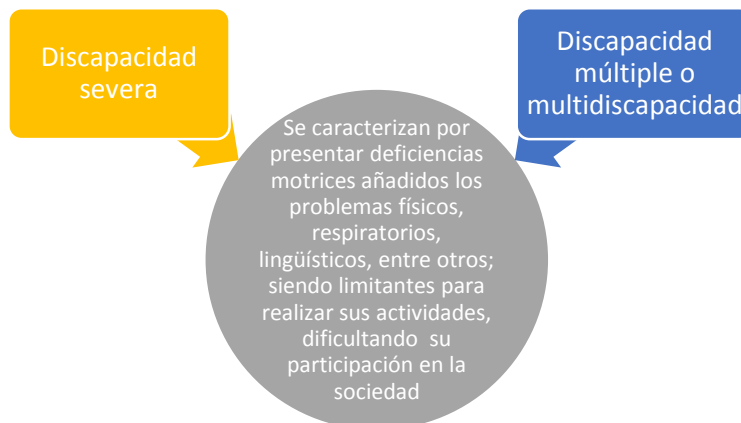 Discapacidad
severa
Discapacidad
múltiple o
multidiscapacidad
Se caracterizan por
presentar deficiencias
motrices añadidos los
problemas físicos,
respiratorios,
lingüísticos, entre otros;
siendo limitantes para
realizar sus actividades,
dificultando su
participación en la
sociedad